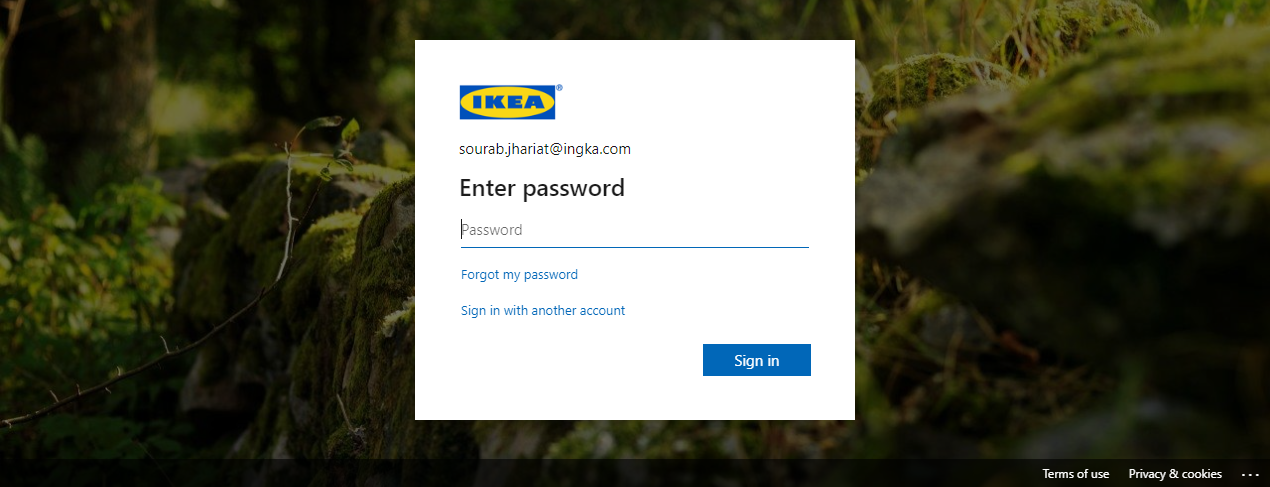 IKEA®
sourab.jhariat@ingka.com
Enter password
Password
Forgot my password
Sign in with another account
Sign in
Terms of use Privacy & cookies ...